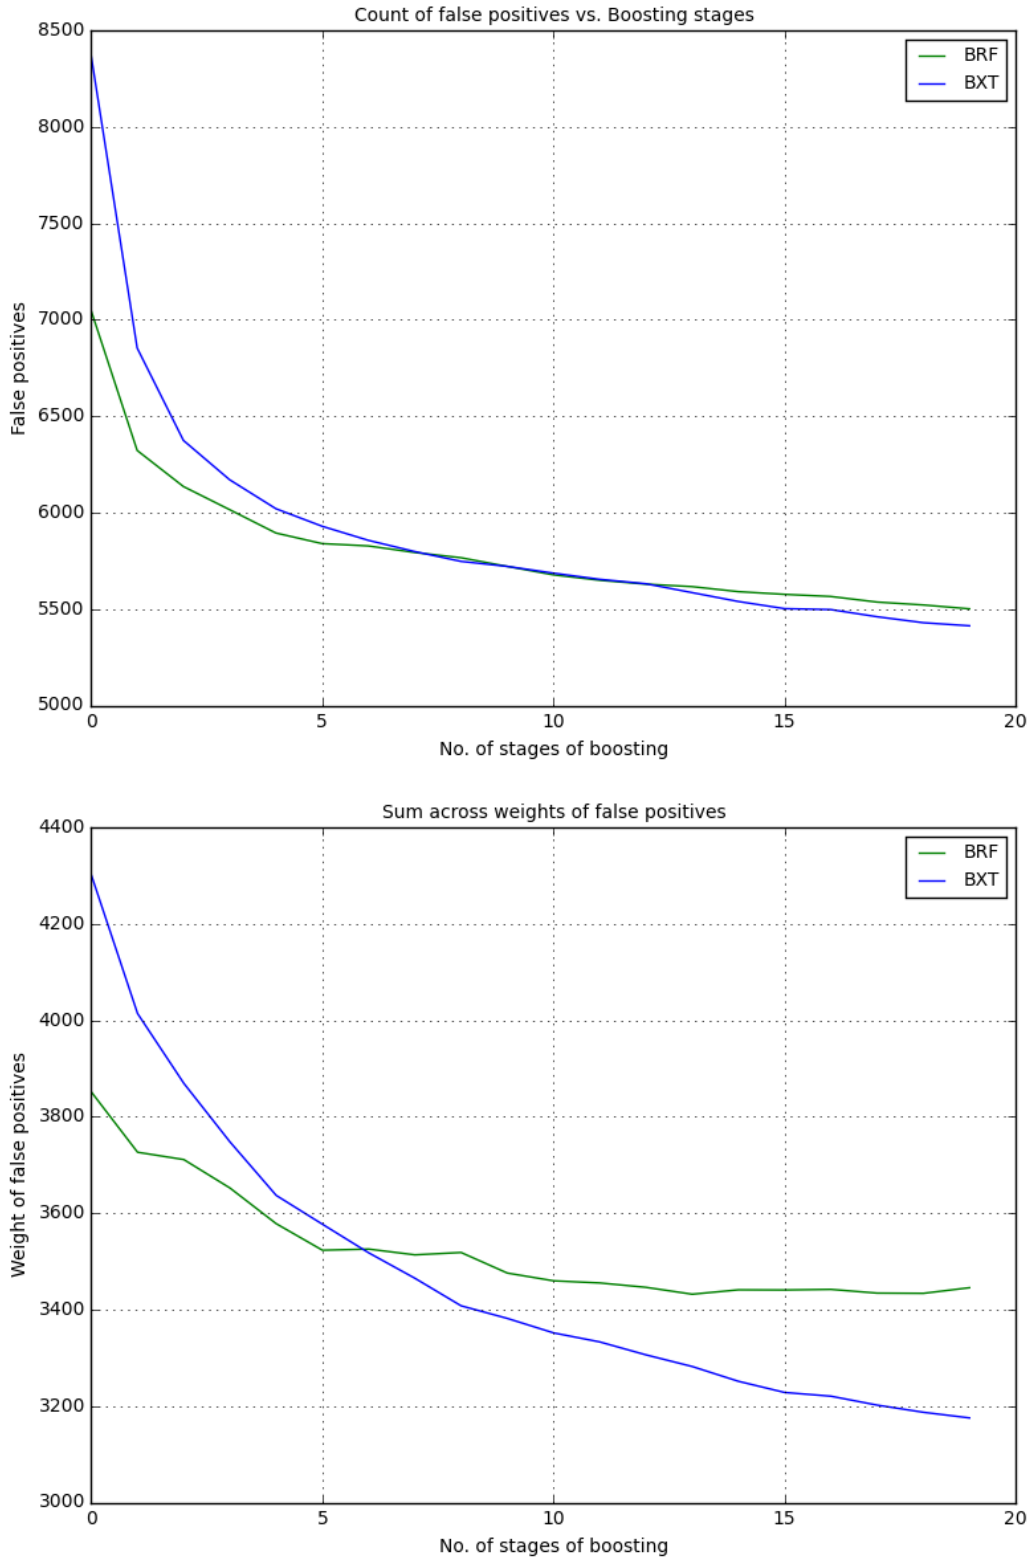 Count of false positives vs. Boosting stages
8500
8000
7500
7000
6500
6000
5500
5000
False positives
BRF
BXT
0 5 10 15 20
No. of stages of boosting
Sum across weights of false positives
4400
4200
4000
3800
3600
3400
3200
3000
Weight of false positives
BRF
BXT
0 5 10 15 20
No. of stages of boosting